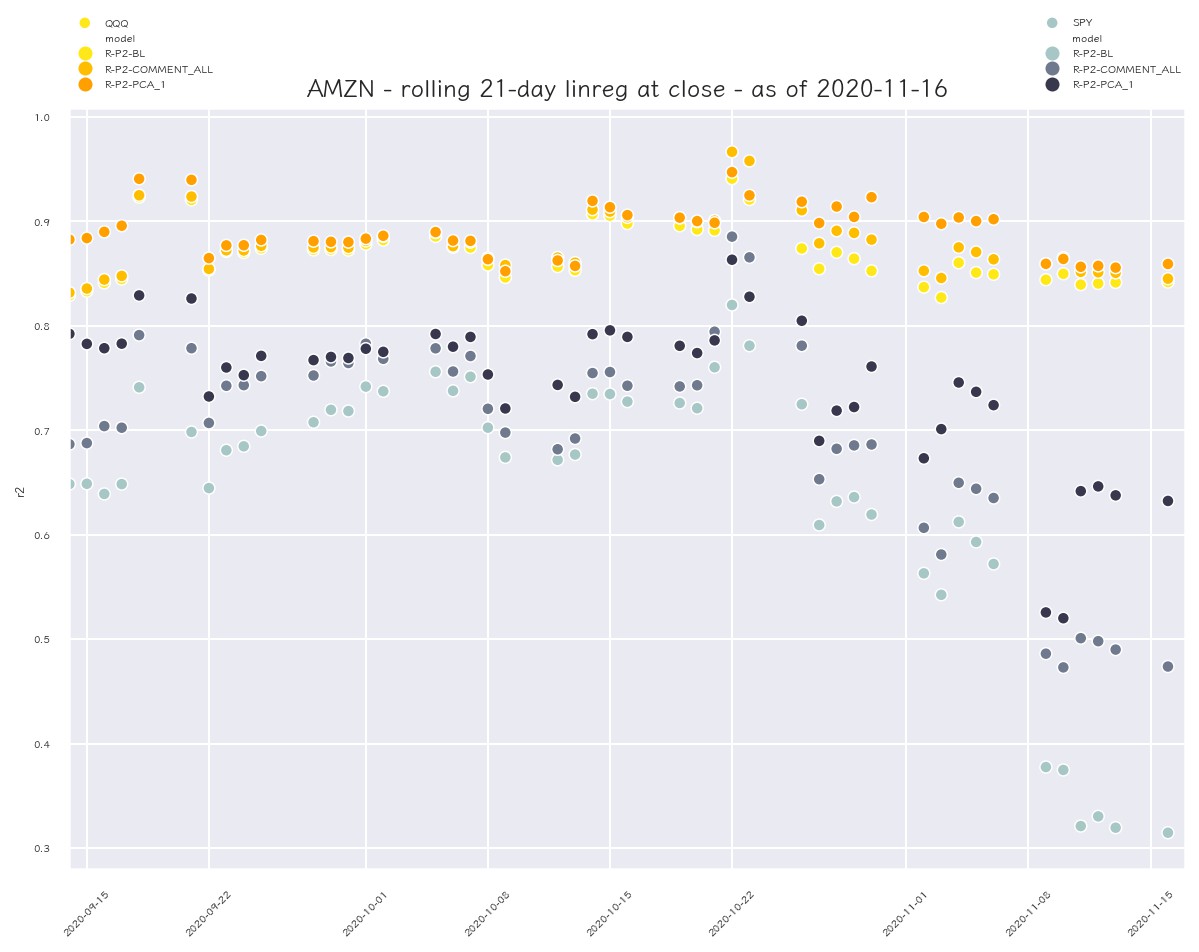 QQQ
model
R-P2-BL
R-P2-COMMENT_ALL
R-P2-PCA_1
SPY
model
R-P2-BL
R-P2-COMMENT_ALL
R-P2-PCA_1
AMZN - rolling 21-day linreg at close - as of 2020-11-16
1.0
0.9
0.8
0.7
0.6
0.5
0.4
0.3
r2
2020-09-15
2020-09-22
2020-10-01
2020-10-08
2020-10-15
2020-10-22
2020-11-01
2020-11-08
2020-11-15